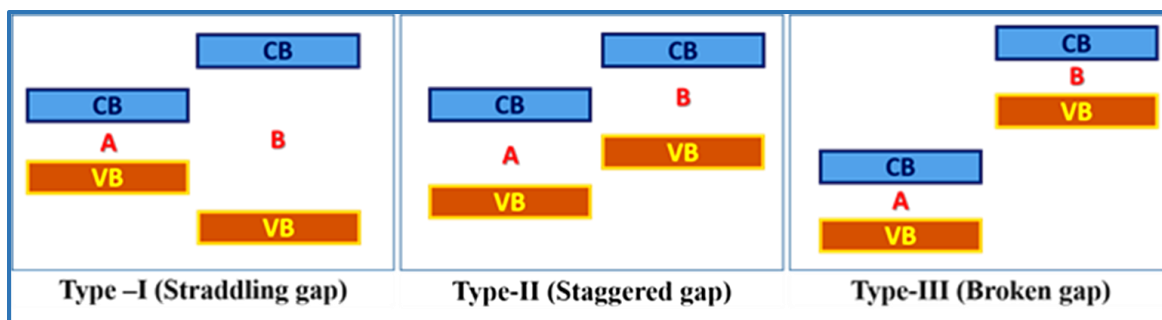 CB
CB
A
B
VB
VB
Type –I (Straddling gap)
CB
CB
B
A
VB
VB
Type-II (Staggered gap)
CB
B
VB
CB
A
VB
Type-III (Broken gap)